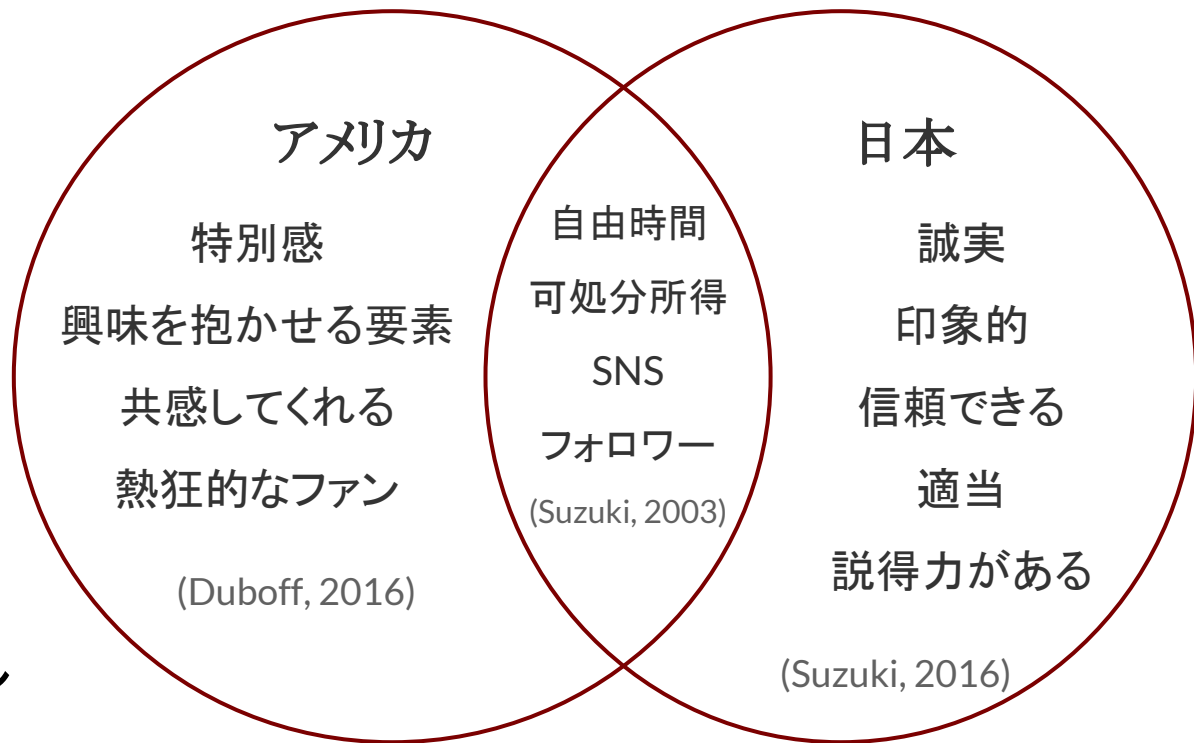 アメリカ
特別感
興味を抱かせる要素
共感してくれる
熱狂的なファン
(Duboff, 2016)
自由時間
可処分所得
SNS
フォロワー
(Suzuki, 2003)
日本
誠実
印象的
信頼できる
適当
説得力がある
(Suzuki, 2016)